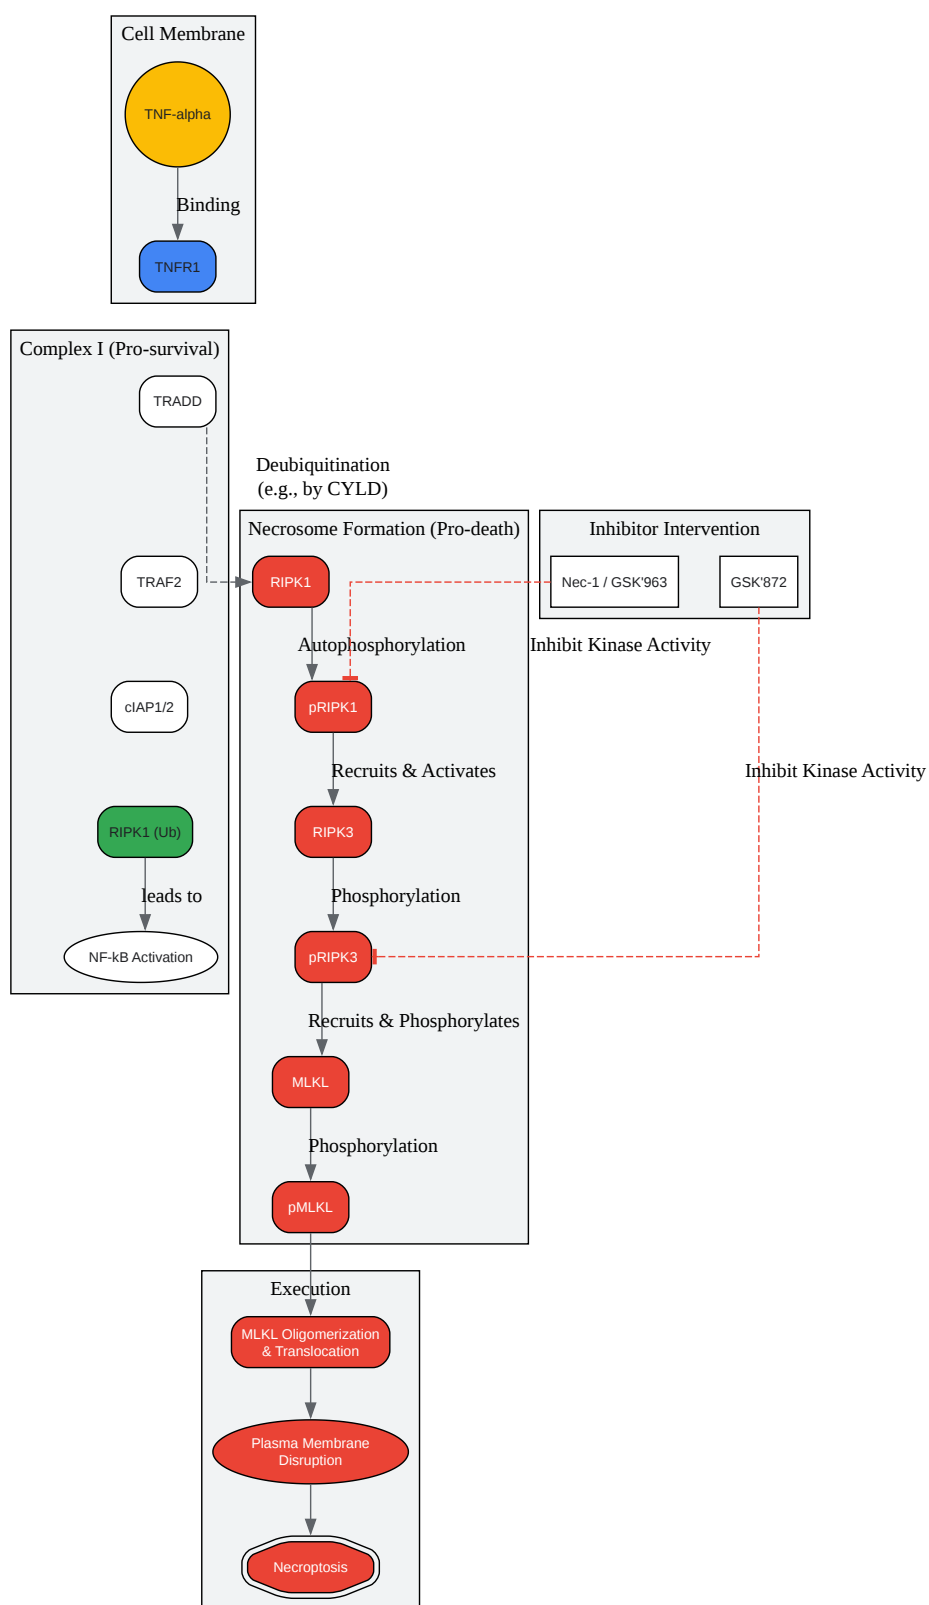 Cell Membrane
TNF-alpha
Binding
TNFR1
Complex I (Pro-survival)
TRADD
Deubiquitination
(e.g., by CYLD)
Necrosome Formation (Pro-death)
Inhibitor Intervention
TRAF2
RIPK1
Nec-1 / GSK'963
GSK'872
Autophosphorylation
Inhibit Kinase Activity
cIAP1/2
pRIPK1
Recruits & Activates
Inhibit Kinase Activity
RIPK1 (Ub)
RIPK3
leads to
Phosphorylation
NF-kB Activation
pRIPK3
Recruits & Phosphorylates
MLKL
Phosphorylation
pMLKL
Execution
MLKL Oligomerization
& Translocation
Plasma Membrane
Disruption
Necroptosis